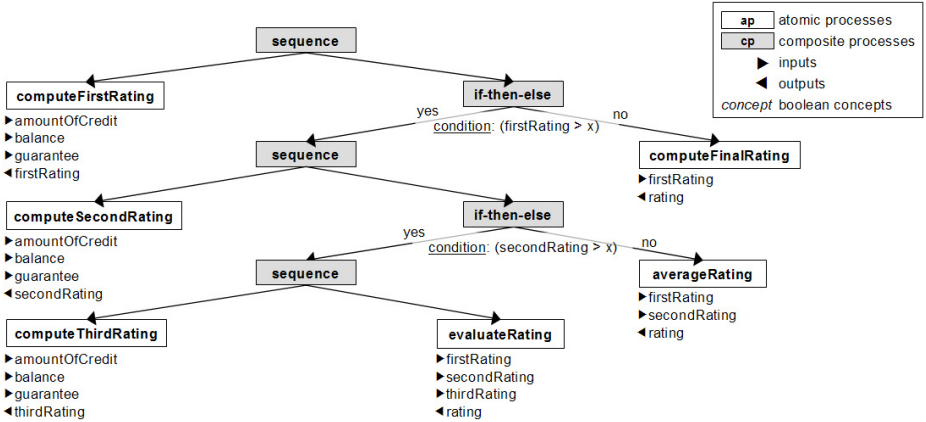 sequence
ap atomic processes
cp composite processes
inputs
outputs
concept boolean concepts
computeFirstRating
amountOfCredit
balance
guarantee
firstRating
if-then-else
yes
no
condition: (firstRating > x)
sequence
computeFinalRating
firstRating
rating
computeSecondRating
amountOfCredit
balance
guarantee
secondRating
if-then-else
yes
no
condition: (secondRating > x)
sequence
averageRating
firstRating
secondRating
rating
computeThirdRating
amountOfCredit
balance
guarantee
thirdRating
evaluateRating
firstRating
secondRating
thirdRating
rating